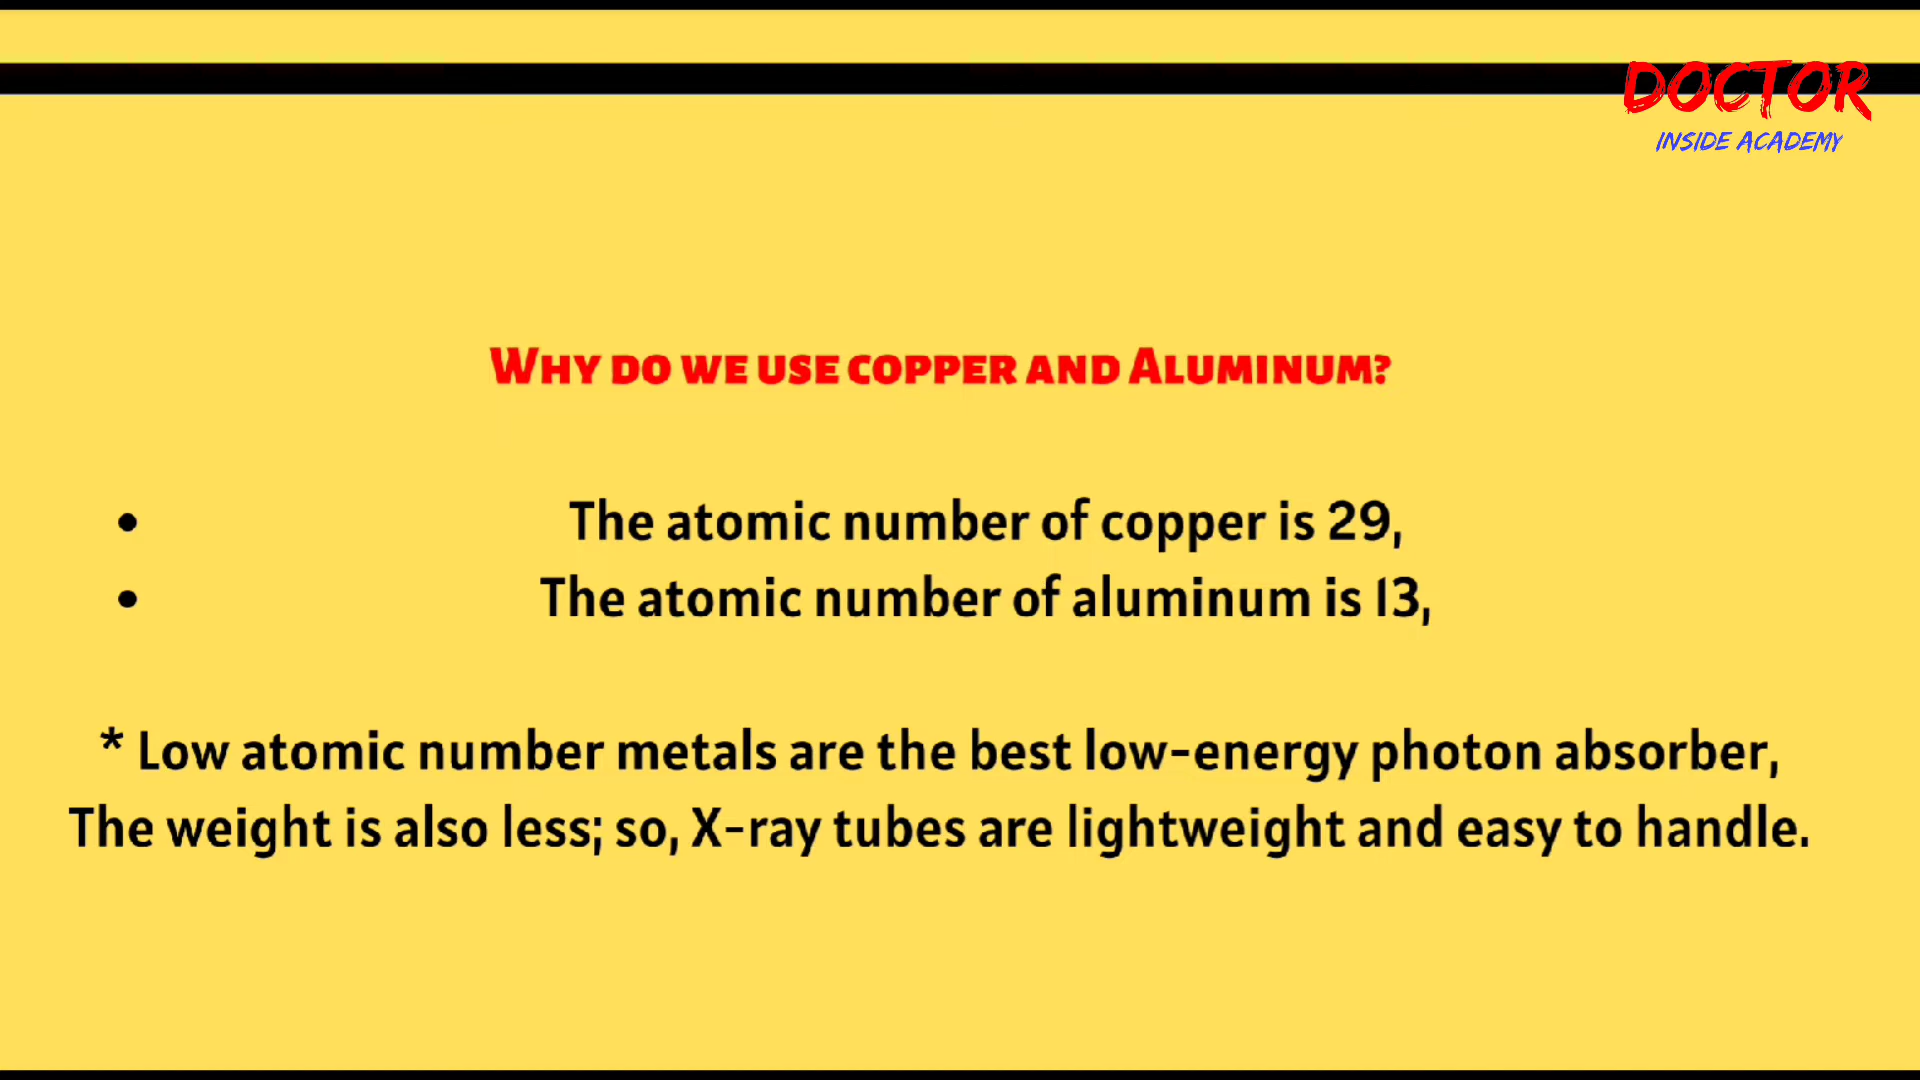 DOCTOR
INSIDE ACADEMY
Why do we use copper and Aluminum?
• The atomic number of copper is 29,
• The atomic number of aluminum is 13,
* Low atomic number metals are the best low-energy photon absorber,
The weight is also less; so, X-ray tubes are lightweight and easy to handle.